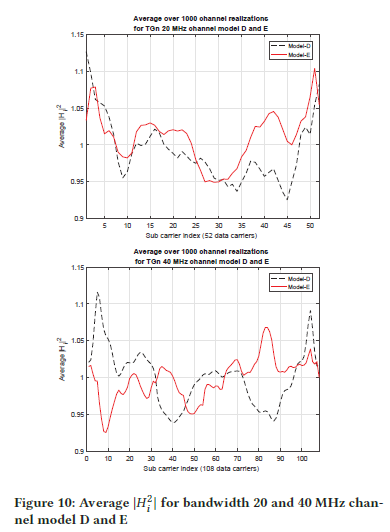 Average over 1000 channel realizations
for TGn 20 MHz channel model D and E
1.15
1.1
1.05
1
0.95
0.9
Average |H_i|^2
Model-D
Model-E
5 10 15 20 25 30 35 40 45 50
Sub carrier Index (52 data carriers)
Average over 1000 channel realizations
for TGn 40 MHz channel model D and E
1.15
1.1
1.05
1
0.95
0.9
Average |H_i|^2
Model-D
Model-E
0 10 20 30 40 50 60 70 80 90 100
Sub carrier Index (108 data carriers)
Figure 10: Average |H_i^2| for bandwidth 20 and 40 MHz chan-
nel model D and E